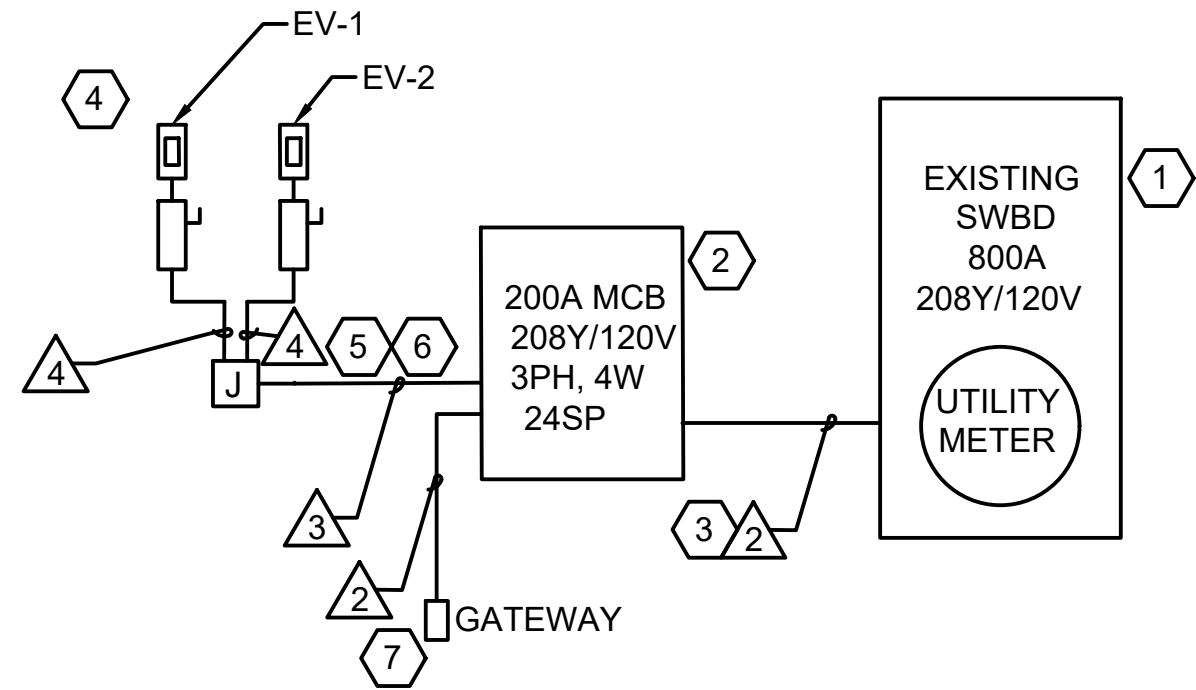 EV-1
EV-2
4
EXISTING
SWBD
800A
208Y/120V
1
2
200A MCB
208Y/120V
3PH, 4W
24SP
4
4
5
6
J
UTILITY
METER
3
3
2
2
GATEWAY
7